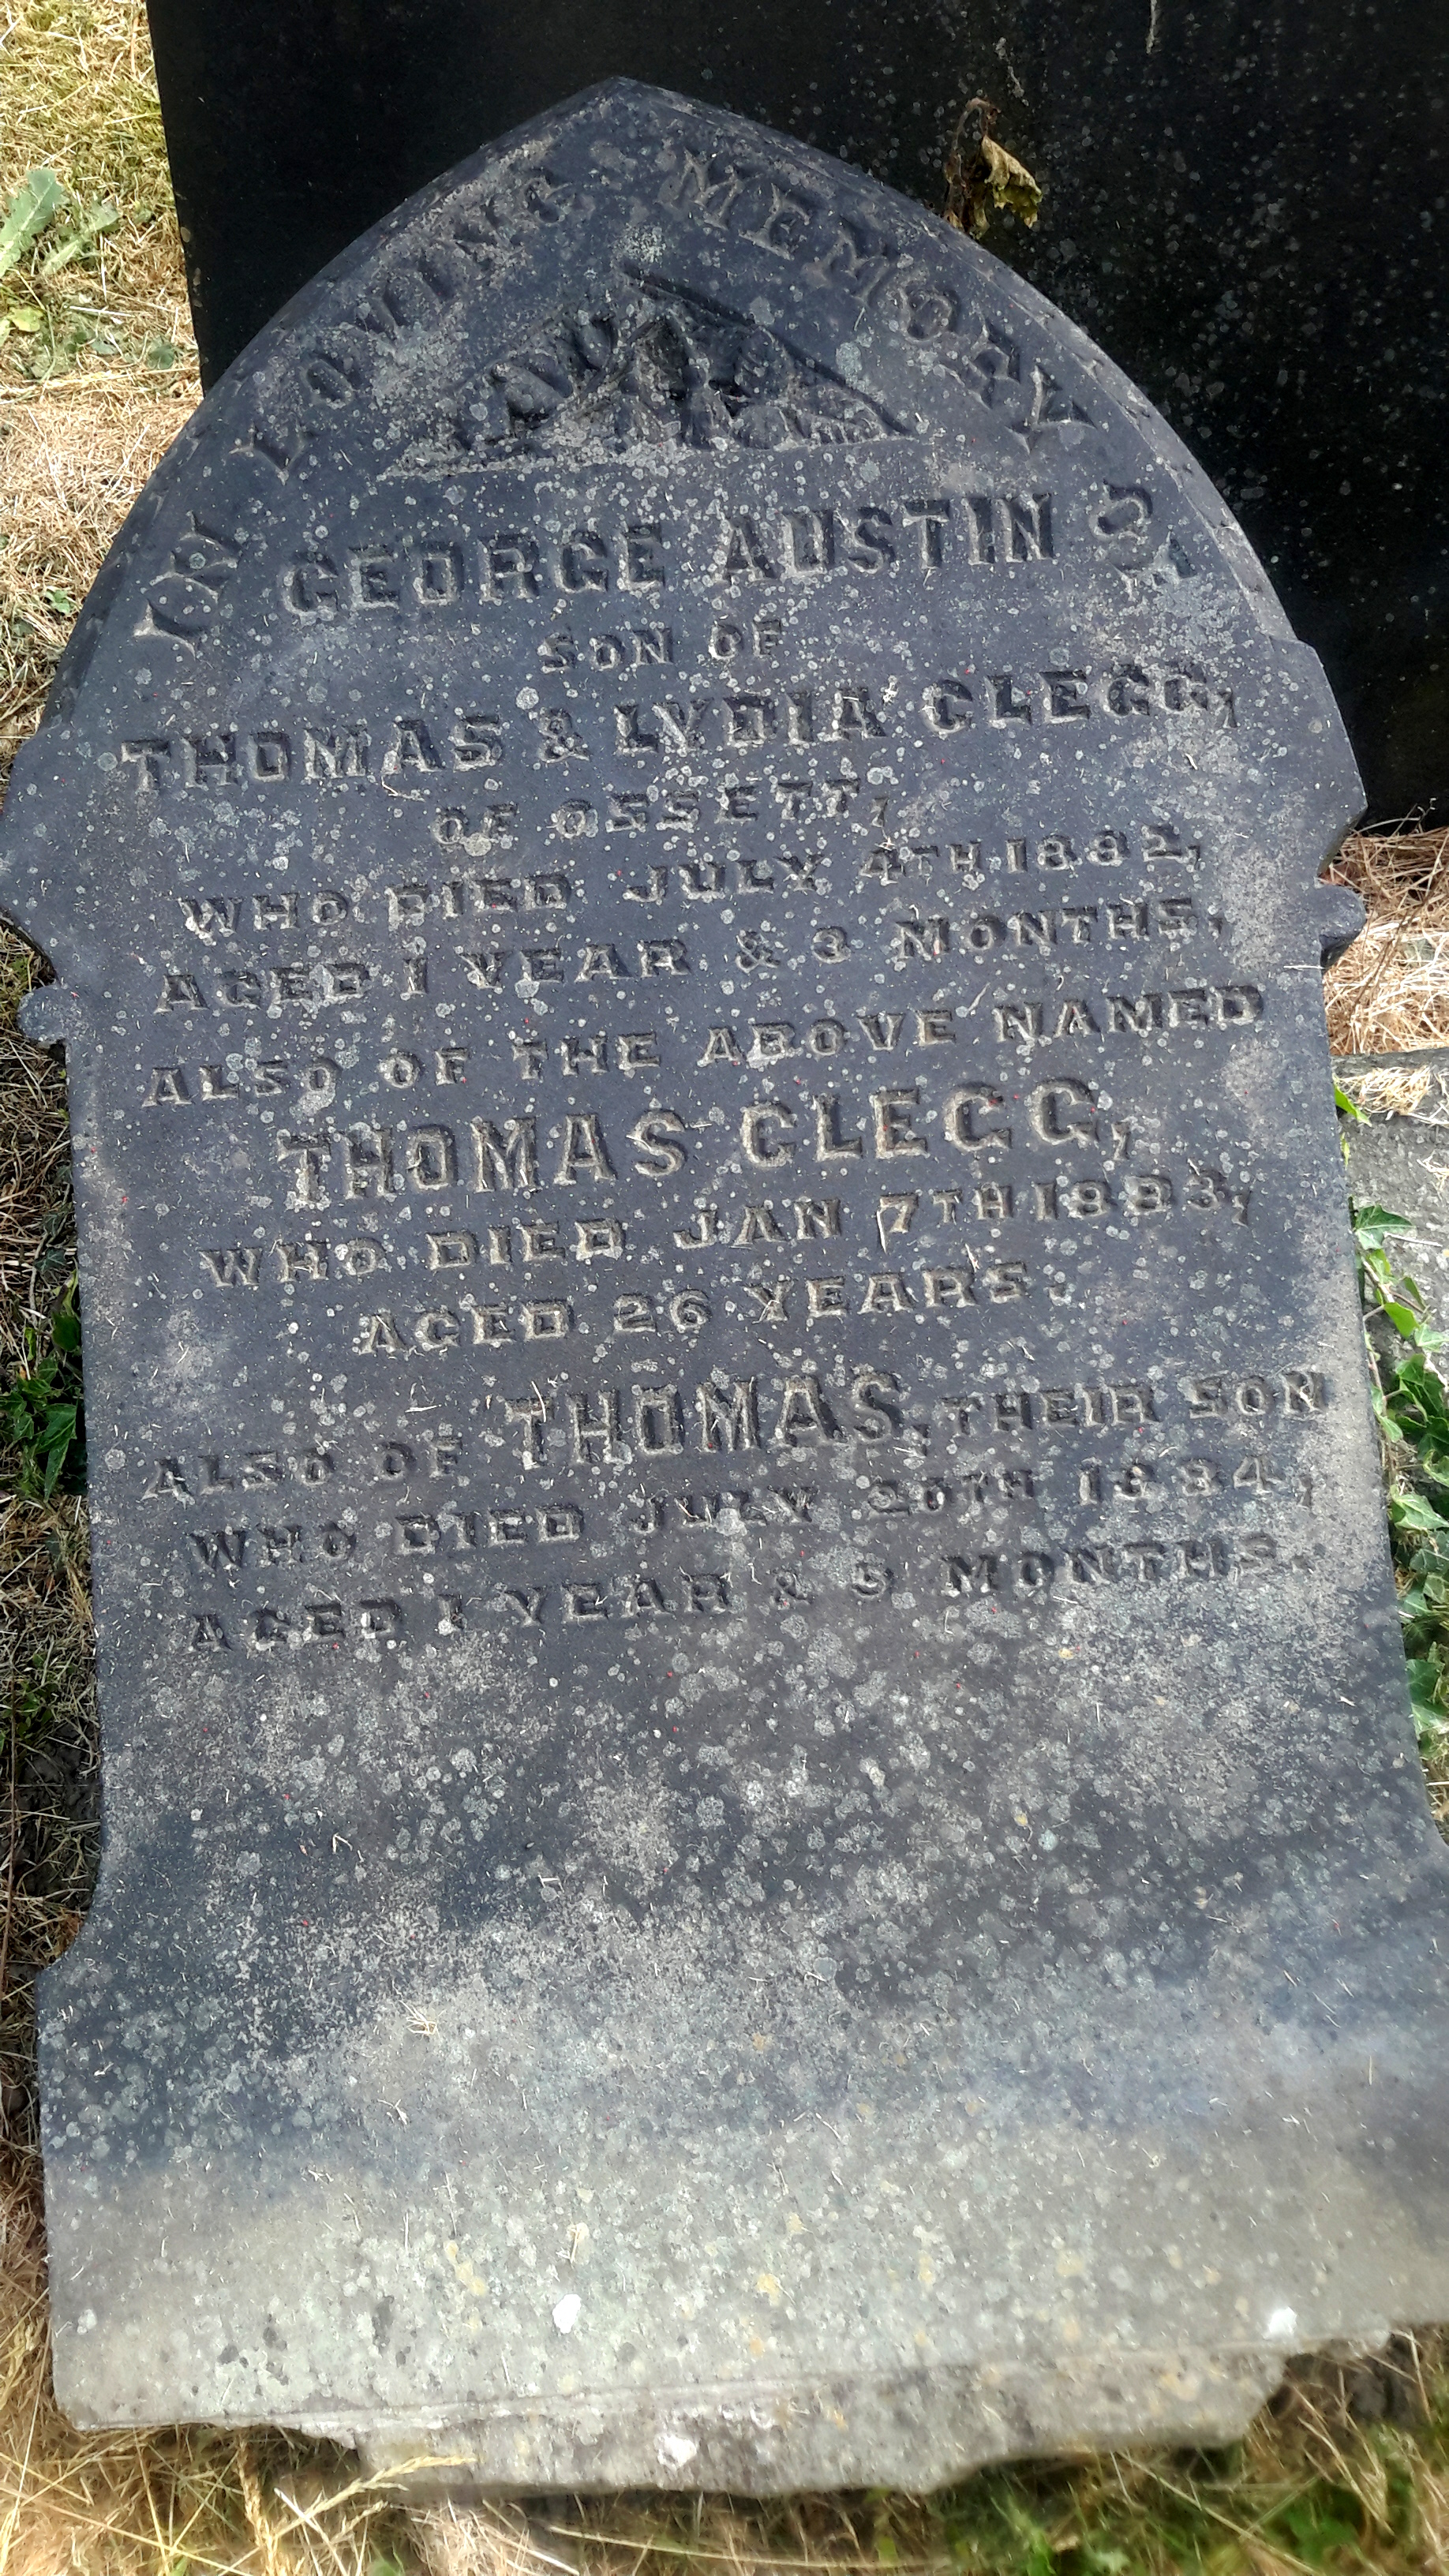 IN LOVING MEMORY OF
GEORGE AUSTIN
SON OF
THOMAS & LYDIA CLEGG,
OF OSSETT,
WHO DIED JULY 4TH 1882,
AGED 1 YEAR & 3 MONTHS,
ALSO OF THE ABOVE NAMED
THOMAS CLEGG,
WHO DIED JAN 7TH 1883,
AGED 26 YEARS.
ALSO OF THOMAS, THEIR SON
WHO DIED JULY 20TH 1884,
AGED 1 YEAR & 9 MONTHS.